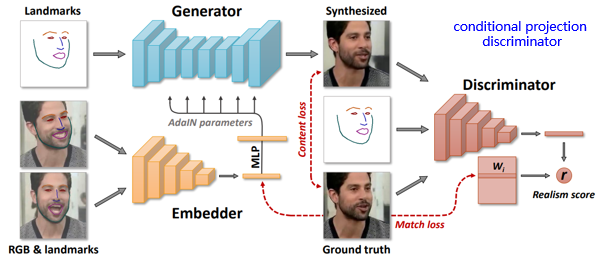 Landmarks
Generator
Synthesized
conditional projection
discriminator
Discriminator
AdaIN parameters
Content loss
MLP
W_i
r
Realism score
Embedder
Match loss
RGB & landmarks
Ground truth